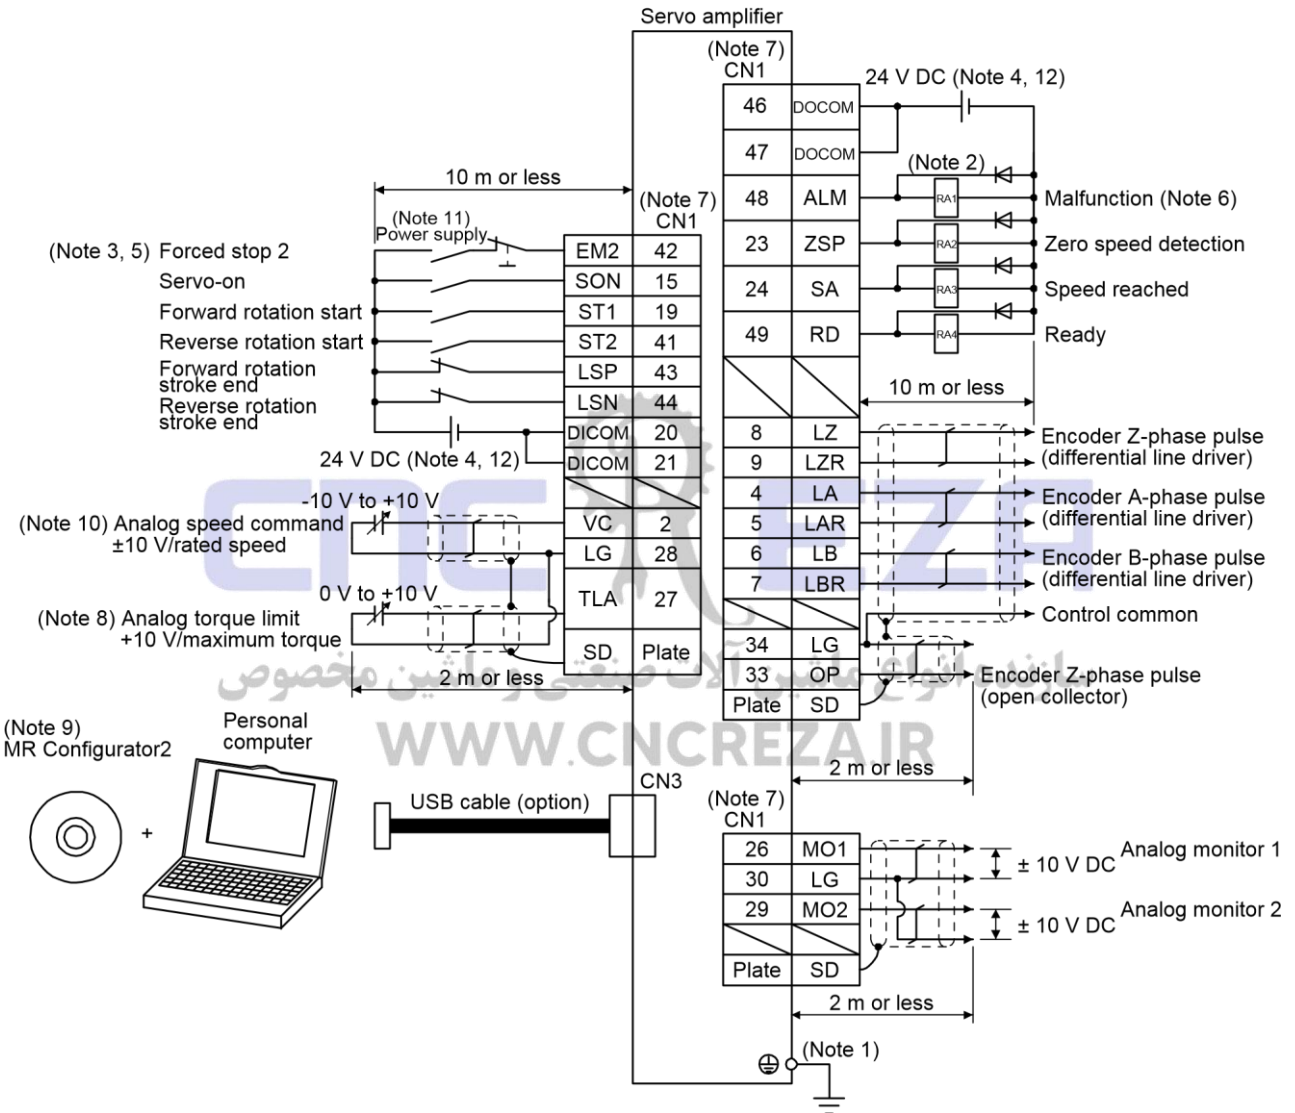 Servo amplifier
(Note 7)
CN1
24 V DC (Note 4, 12)
46 DOCOM
47 DOCOM
(Note 2)
48 ALM RA1 Malfunction (Note 6)
23 ZSP RA2 Zero speed detection
24 SA RA3 Speed reached
49 RD RA4 Ready
10 m or less
8 LZ Encoder Z-phase pulse
9 LZR (differential line driver)
4 LA Encoder A-phase pulse
5 LAR (differential line driver)
6 LB Encoder B-phase pulse
7 LBR (differential line driver)
Control common
34 LG
33 OP Encoder Z-phase pulse
(open collector)
Plate SD
2 m or less
10 m or less
(Note 7)
CN1
(Note 11)
Power supply
(Note 3, 5) Forced stop 2 EM2 42
Servo-on SON 15
Forward rotation start ST1 19
Reverse rotation start ST2 41
Forward rotation
stroke end LSP 43
Reverse rotation
stroke end LSN 44
DICOM 20
24 V DC (Note 4, 12) DICOM 21
-10 V to +10 V
(Note 10) Analog speed command VC 2
±10 V/rated speed LG 28
0 V to +10 V
(Note 8) Analog torque limit TLA 27
+10 V/maximum torque SD Plate
2 m or less
CNC EZA
سازنده انواع ماشین آلات صنعتی و ماشین مخصوص
WWW.CNCREZA.IR
(Note 9)
MR Configurator2
+
Personal
computer
USB cable (option)
CN3
(Note 7)
CN1
26 MO1 Analog monitor 1
± 10 V DC
30 LG
29 MO2 Analog monitor 2
± 10 V DC
Plate SD
2 m or less
(Note 1)